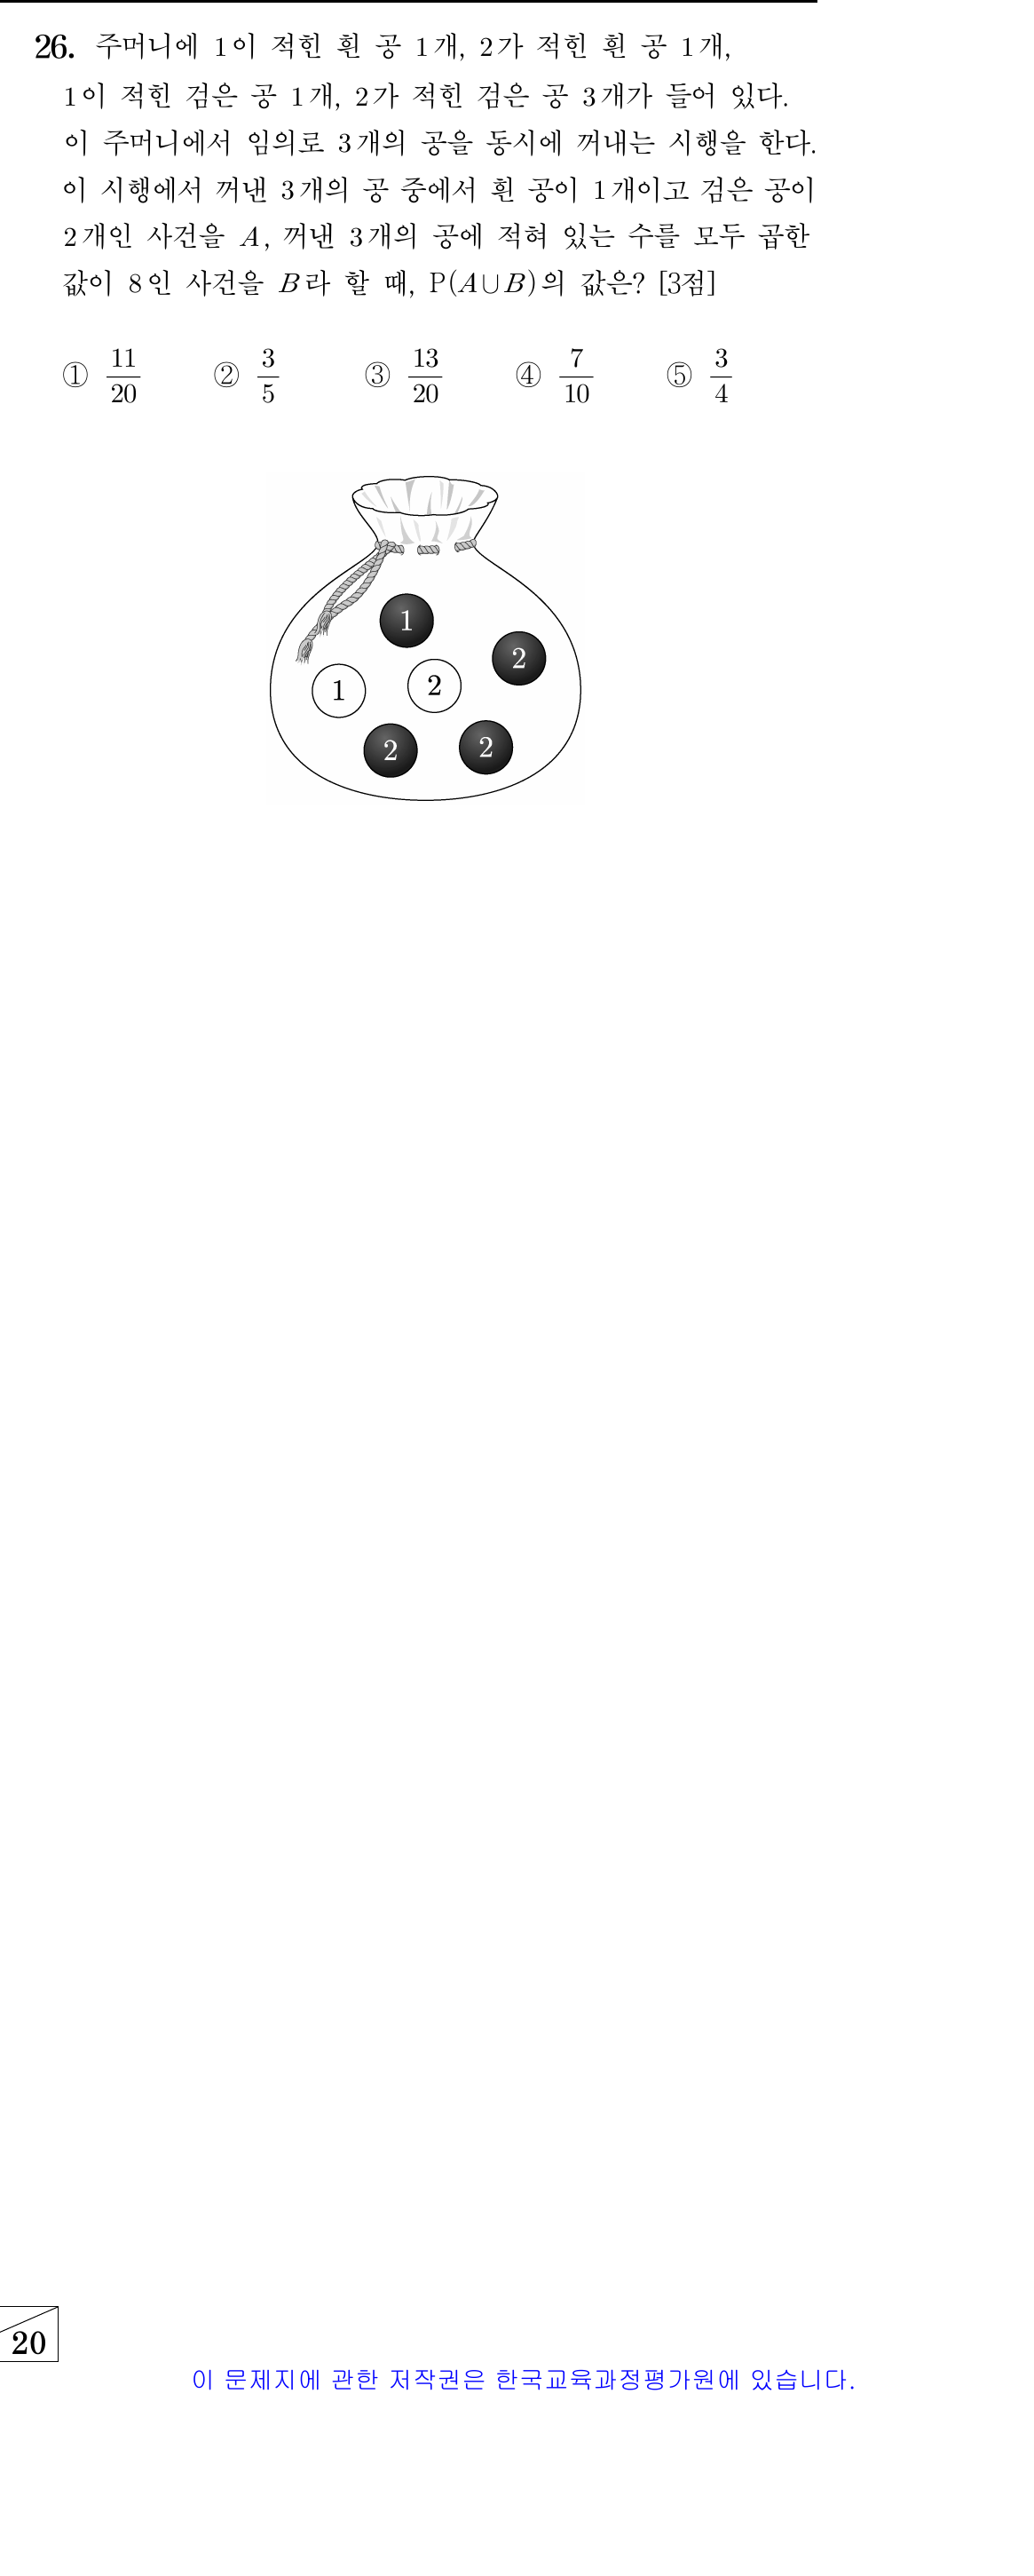 26. 주머니에 1이 적힌 흰 공 1개, 2가 적힌 흰 공 1개,
1이 적힌 검은 공 1개, 2가 적힌 검은 공 3개가 들어 있다.
이 주머니에서 임의로 3개의 공을 동시에 꺼내는 시행을 한다.
이 시행에서 꺼낸 3개의 공 중에서 흰 공이 1개이고 검은 공이
2개인 사건을 A, 꺼낸 3개의 공에 적혀 있는 수를 모두 곱한
값이 8인 사건을 B라 할 때, P(A∪B)의 값은? [3점]
① 11/20 ② 3/5 ③ 13/20 ④ 7/10 ⑤ 3/4
1
2
1 2
2 2
20
이 문제지에 관한 저작권은 한국교육과정평가원에 있습니다.